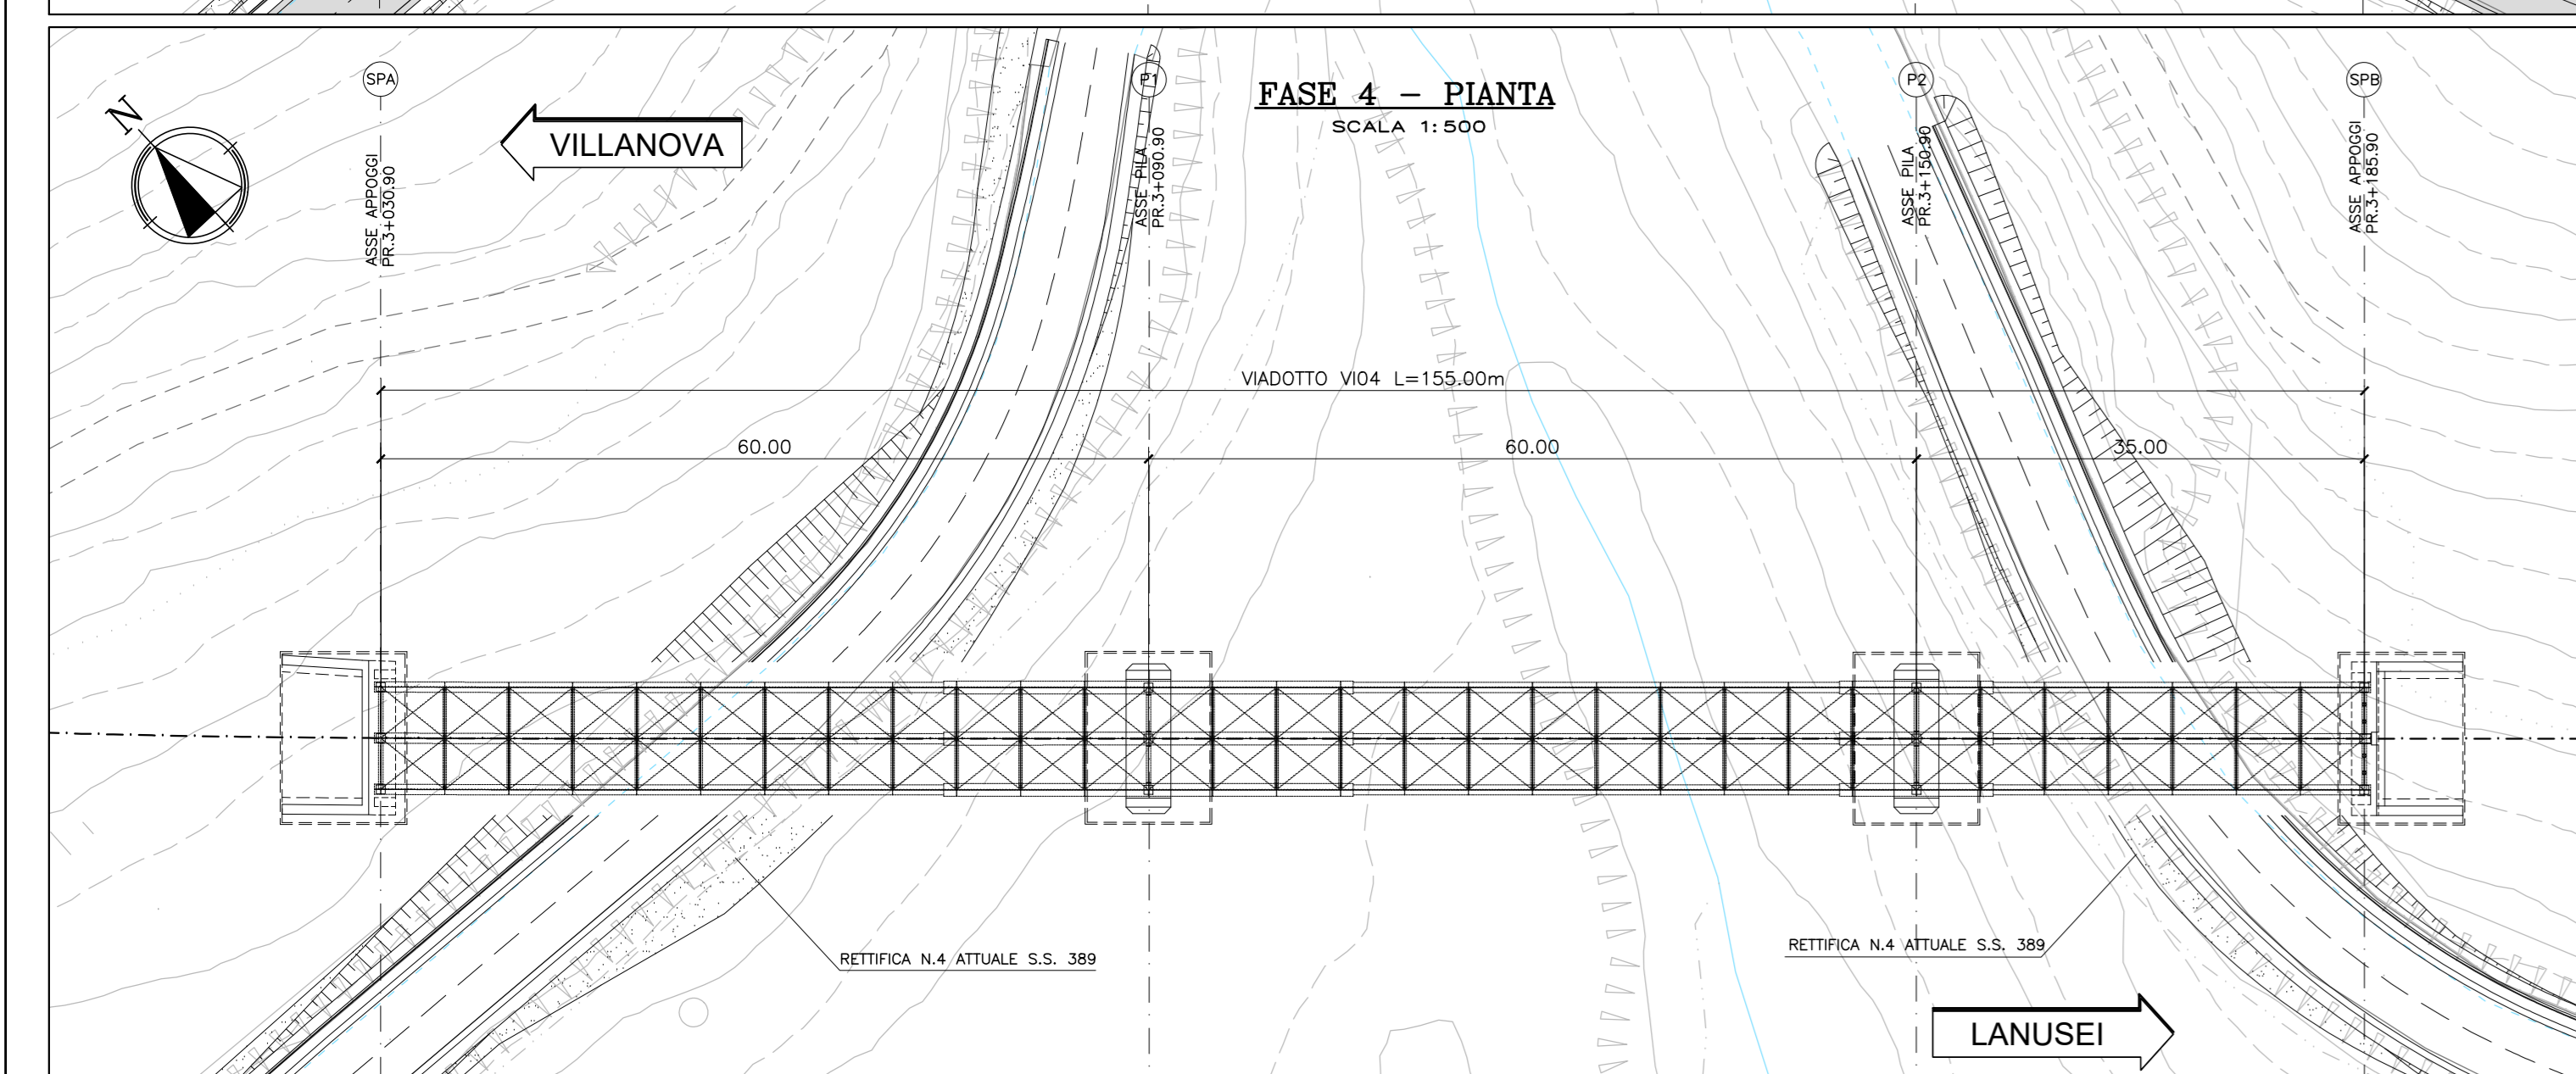 SPA
P1
P2
SPB
FASE 4 - PIANTA
SCALA 1:500
N
VILLANOVA
ASSE APPOGGI
PR.3+030.90
ASSE PILA
PR.3+090.90
ASSE PILA
PR.3+150.90
ASSE APPOGGI
PR.3+185.90
VIADOTTO VI04 L=155.00m
60.00
60.00
35.00
RETTIFICA N.4 ATTUALE S.S. 389
RETTIFICA N.4 ATTUALE S.S. 389
LANUSEI